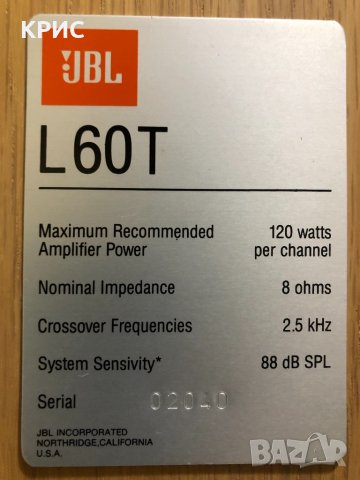 КРИС
JBL
L60T
Maximum Recommended 120 watts
Amplifier Power per channel
Nominal Impedance 8 ohms
Crossover Frequencies 2.5 kHz
System Sensivity* 88 dB SPL
Serial 02040
JBL INCORPORATED
NORTHRIDGE,CALIFORNIA
U.S.A.
BAZAR